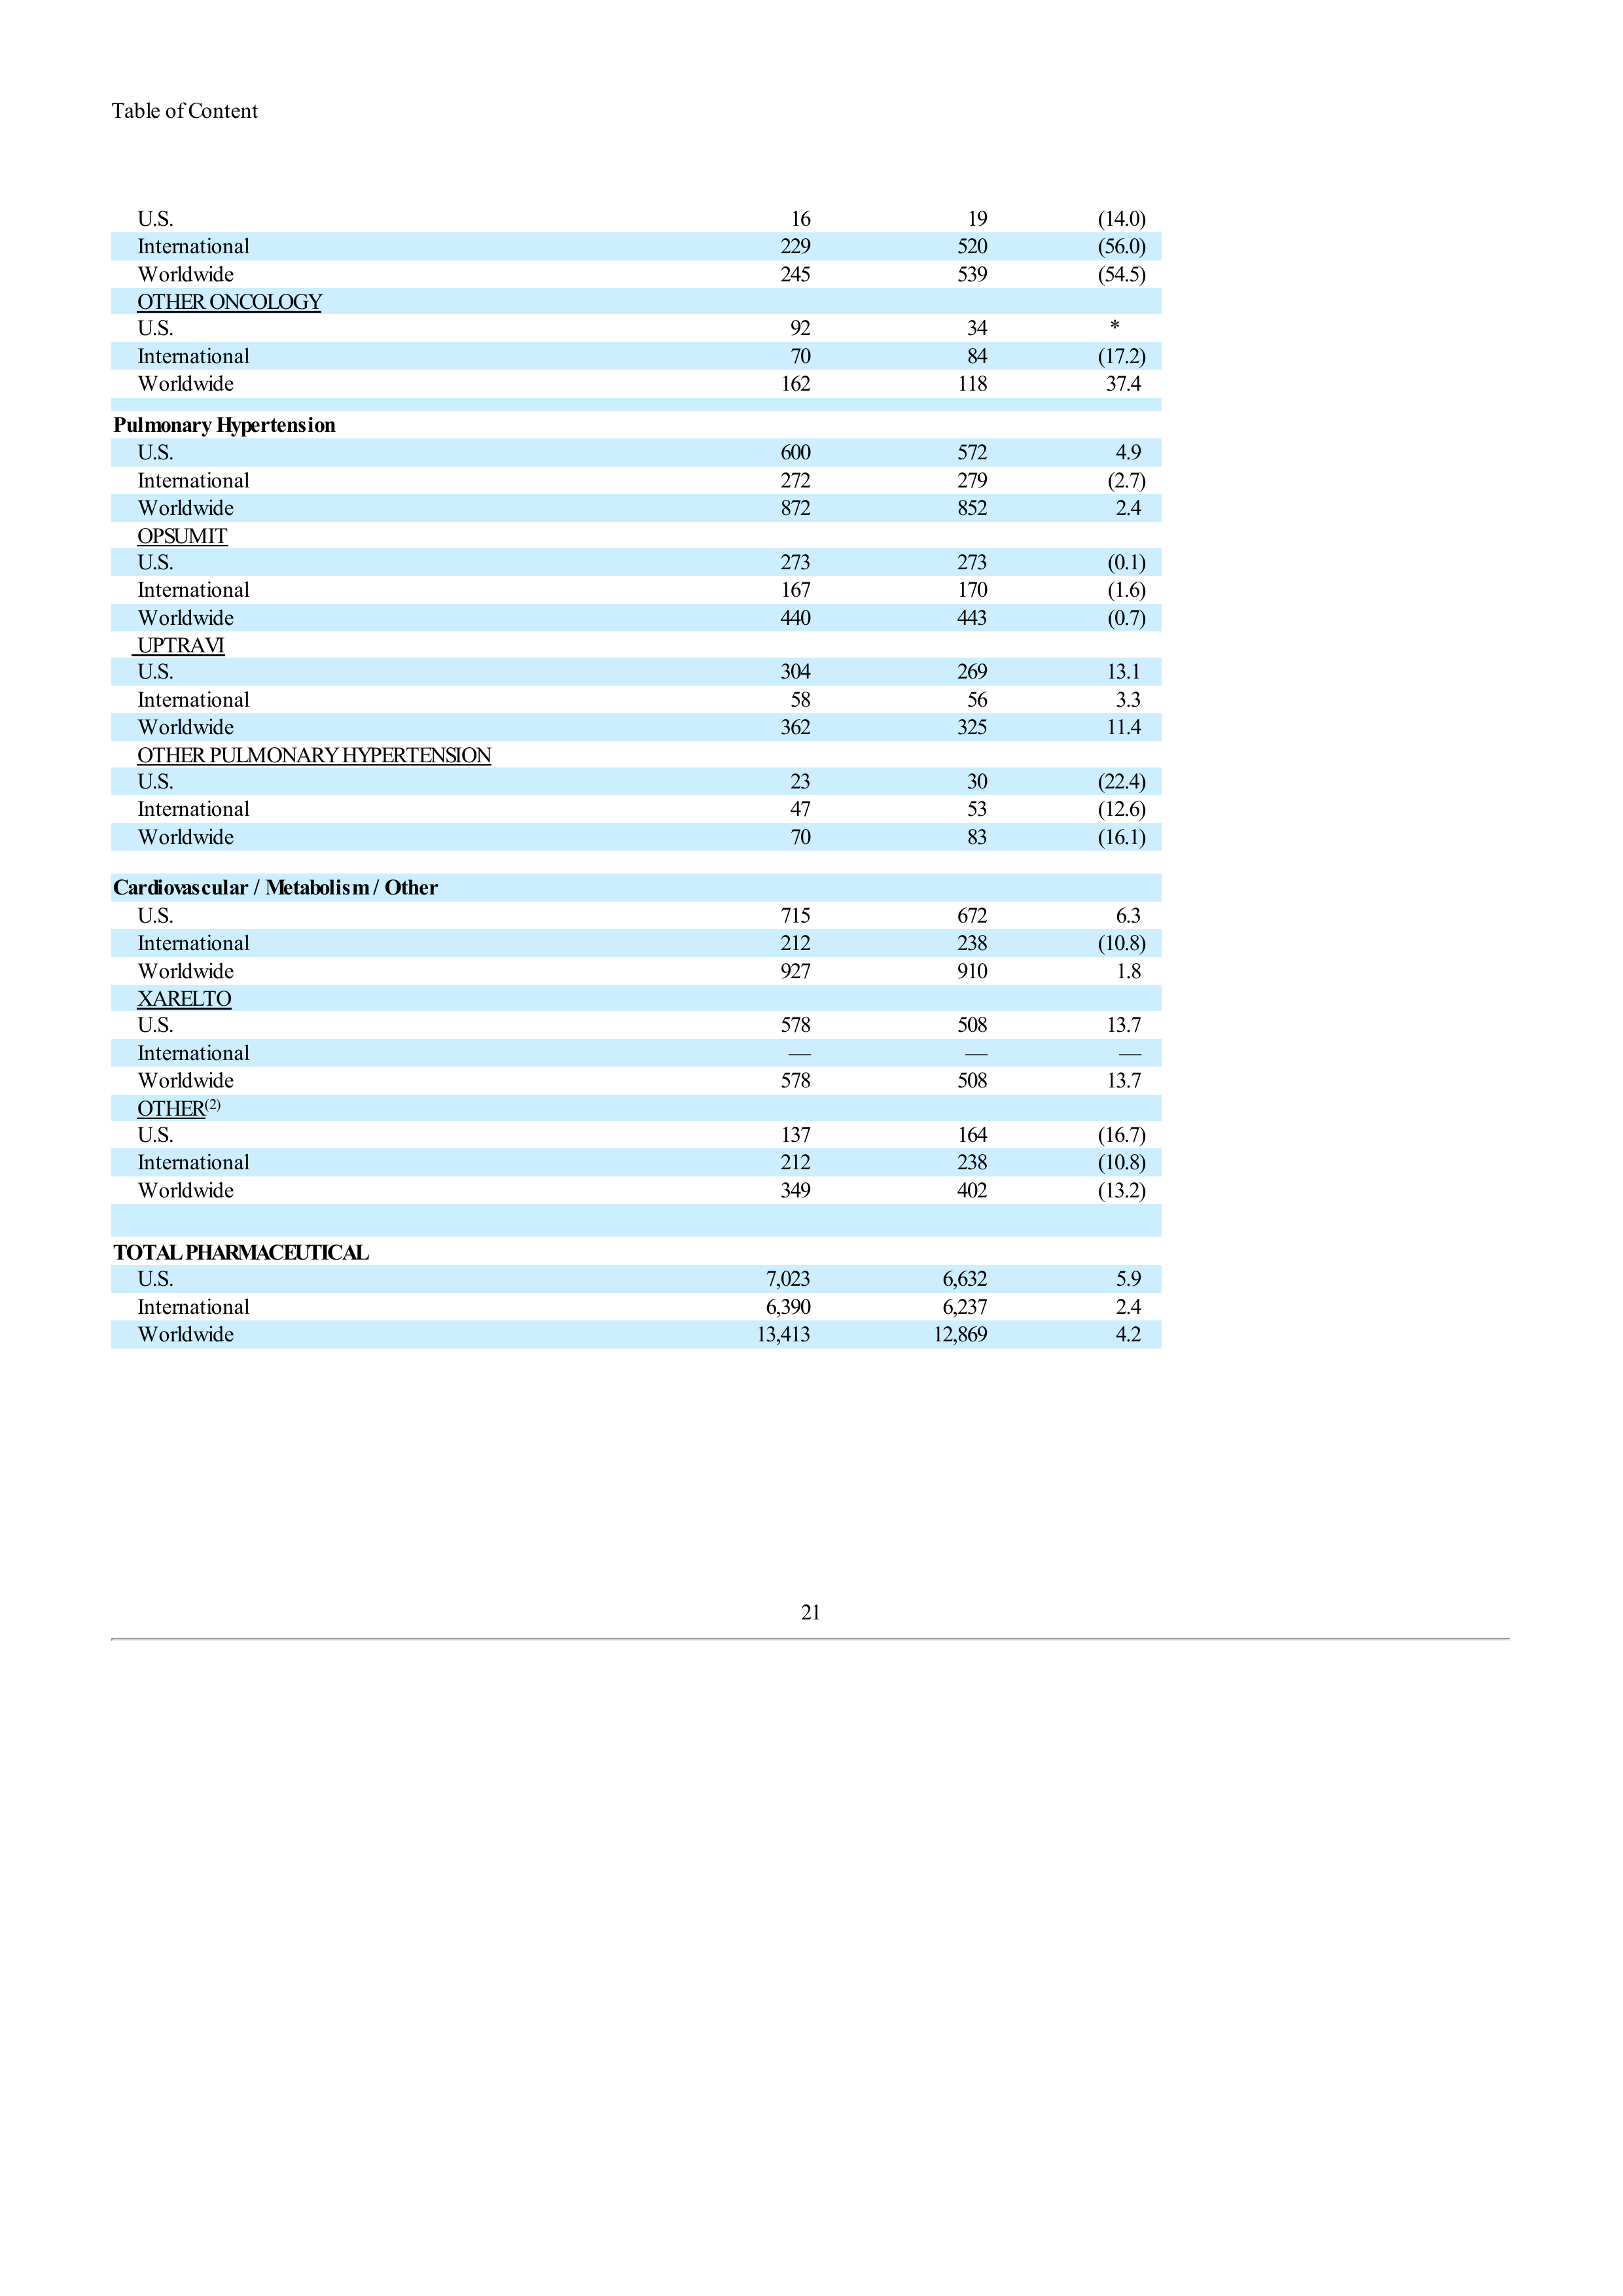 Table of Content
U.S. 16 19 (14.0)
International 229 520 (56.0)
Worldwide 245 539 (54.5)
OTHER ONCOLOGY
U.S. 92 34 *
International 70 84 (17.2)
Worldwide 162 118 37.4
Pulmonary Hypertension
U.S. 600 572 4.9
International 272 279 (2.7)
Worldwide 872 852 2.4
OPSUMIT
U.S. 273 273 (0.1)
International 167 170 (1.6)
Worldwide 440 443 (0.7)
UPTRAVI
U.S. 304 269 13.1
International 58 56 3.3
Worldwide 362 325 11.4
OTHER PULMONARY HYPERTENSION
U.S. 23 30 (22.4)
International 47 53 (12.6)
Worldwide 70 83 (16.1)
Cardiovascular / Metabolism / Other
U.S. 715 672 6.3
International 212 238 (10.8)
Worldwide 927 910 1.8
XARELTO
U.S. 578 508 13.7
International — — —
Worldwide 578 508 13.7
OTHER(2)
U.S. 137 164 (16.7)
International 212 238 (10.8)
Worldwide 349 402 (13.2)
TOTAL PHARMACEUTICAL
U.S. 7,023 6,632 5.9
International 6,390 6,237 2.4
Worldwide 13,413 12,869 4.2
21